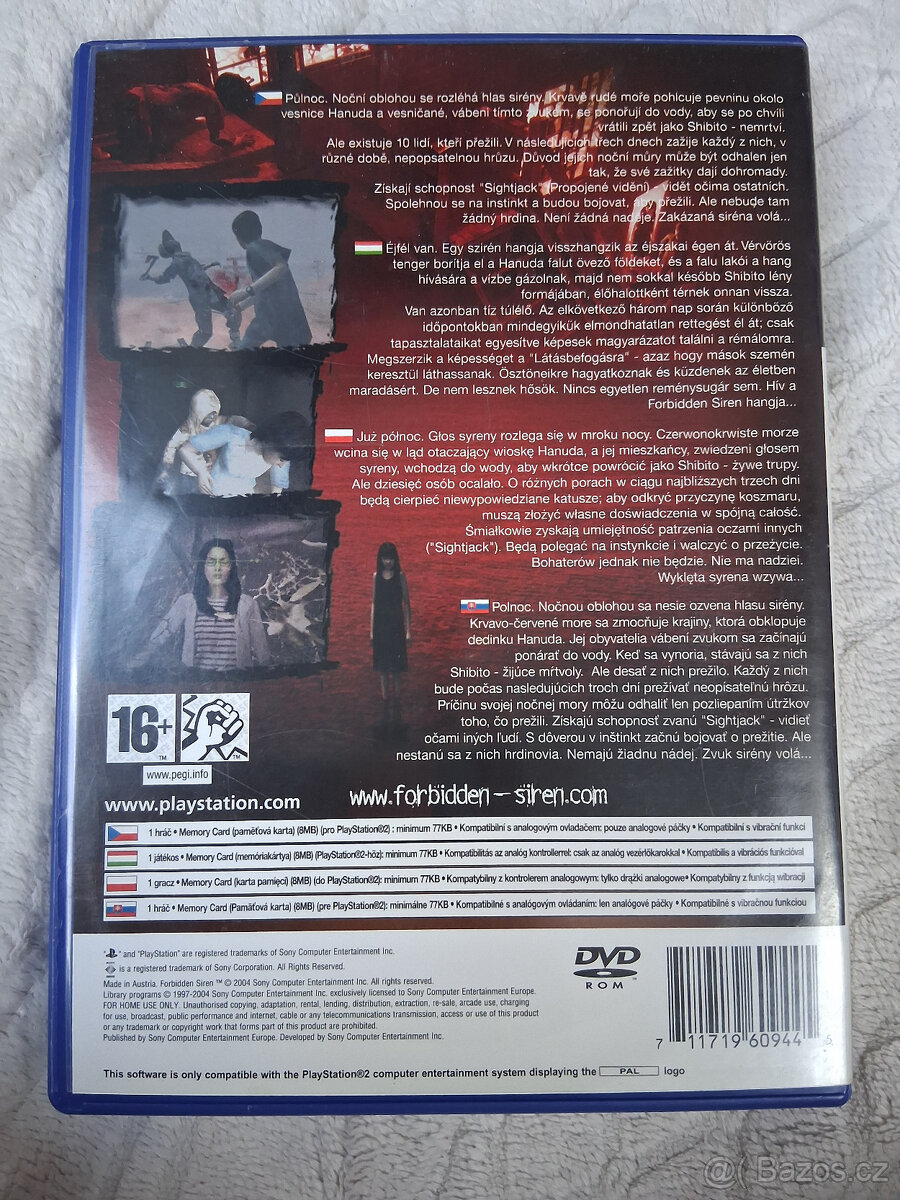 Půlnoc. Noční oblohou se rozléhá hlas sirény. Krvavě rudé moře pohlcuje pevninu okolo
vesnice Hanuda a vesničané, vábeni tímto zvukem, se ponořují do vody, aby se po chvíli
vrátili zpět jako Shibito - nemrtví.
Ale existuje 10 lidí, kteří přežili. V následujících třech dnech zažije každý z nich, v
různé době, nepopsatelnou hrůzu. Důvod jejich noční můry může být odhalen jen
tak, že své zažitky dají dohromady.
Získají schopnost "Sightjack" (Propojené vidění) - vidět očima ostatních.
Spolehnou se na instinkt a budou bojovat, aby přežili. Ale nebude tam
žádný hrdina. Není žádná naděje. Zakázaná siréna volá...
Éjfél van. Egy szirén hangja visszhangzik az éjszakai égen át. Vérvörös
tenger borítja el a Hanuda falut övező földeket, és a falu lakói a hang
hívására a vízbe gázolnak, majd nem sokkal később Shibito lény
formájában, élőhalottként térnek onnan vissza.
Van azonban tíz túlélő. Az elkövetkező három nap során különböző
időpontokban mindegyikük elmondhatatlan rettegést él át; csak
tapasztalataikat egyesítve képesek magyarázatot találni a rémálomra.
Megszerzik a képességet a "Látásbefogásra" - azaz hogy mások szemén
keresztül láthassanak. Ösztöneikre hagyatkoznak és küzdenek az életben
maradásért. De nem lesznek hősök. Nincs egyetlen reménysugár sem. Hív a
Forbidden Siren hangja...
Już północ. Głos syreny rozlega się w mroku nocy. Czerwonokrwiste morze
wcina się w ląd otaczający wioskę Hanuda, a jej mieszkańcy, zwiedzeni głosem
syreny, wchodzą do wody, aby wkrótce powrócić jako Shibito - żywe trupy.
Ale dziesięć osób ocalało. O różnych porach w ciągu najbliższych trzech dni
będą cierpieć niewypowiedziane katusze; aby odkryć przyczynę koszmaru,
muszą złożyć własne doświadczenia w spójną całość.
Śmiałkowie zyskają umiejętność patrzenia oczami innych
("Sightjack"). Będą polegać na instynkcie i walczyć o przeżycie.
Bohaterów jednak nie będzie. Nie ma nadziei.
Wyklęta syrena wzywa...
Polnoc. Nočnou oblohou sa nesie ozvena hlasu sirény.
Krvavo-červené more sa zmocňuje krajiny, ktorá obklopuje
dedinku Hanuda. Jej obyvatelia vábení zvukom sa začínajú
ponárať do vody. Keď sa vynoria, stávajú sa z nich
Shibito - žijúce mŕtvoly. Ale desať z nich prežilo. Každý z nich
bude počas nasledujúcich troch dní prežívať neopísateľnú hrôzu.
Príčinu svojej nočnej mory môžu odhaliť len pozliepaním útržkov
toho, čo prežili. Získajú schopnosť zvanú "Sightjack" - vidieť
očami iných ľudí. S dôverou v inštinkt začnú bojovať o prežitie. Ale
nestanú sa z nich hrdinovia. Nemajú žiadnu nádej. Zvuk sirény volá...
16+
www.pegi.info
www.playstation.com
www.forbidden-siren.com
1 hráč • Memory Card (paměťová karta) (8MB) (pro PlayStation®2) : minimum 77KB • Kompatibilní s analogovým ovladačem: pouze analogové páčky • Kompatibilní s vibrační funkcí
1 játékos • Memory Card (memóriakártya) (8MB) (PlayStation®2-höz): minimum 77KB • Kompatibilitás az analóg kontrollerrel: csak az analóg vezérlőkarokkal • Kompatibilis a vibrációs funkcióval
1 gracz • Memory Card (karta pamięci) (8MB) (do PlayStation®2): minimum 77KB • Kompatybilny z kontrolerem analogowym: tylko drążki analogowe • Kompatybilny z funkcją wibracji
1 hráč • Memory Card (Pamäťová karta) (8MB) (pre PlayStation®2): minimálne 77KB • Kompatibilné s analógovým ovládaním: len analógové páčky • Kompatibilné s vibračnou funkciou
" " and "PlayStation" are registered trademarks of Sony Computer Entertainment Inc.
is a registered trademark of Sony Corporation. All Rights Reserved.
Made in Austria. Forbidden Siren ™ © 2004 Sony Computer Entertainment Inc. All rights reserved.
Library programs © 1997-2004 Sony Computer Entertainment Inc. exclusively licensed to Sony Computer Entertainment Europe.
FOR HOME USE ONLY. Unauthorised copying, adaptation, rental, lending, distribution, extraction, re-sale, arcade use, charging
for use, broadcast, public performance and internet, cable or any telecommunications transmission, access or use of this product
or any trademark or copyright work that forms part of this product are prohibited.
Published by Sony Computer Entertainment Europe. Developed by Sony Computer Entertainment Inc.
DVD
ROM
7 11719 60944 5
This software is only compatible with the PlayStation®2 computer entertainment system displaying the PAL logo
@ Bazos.cz